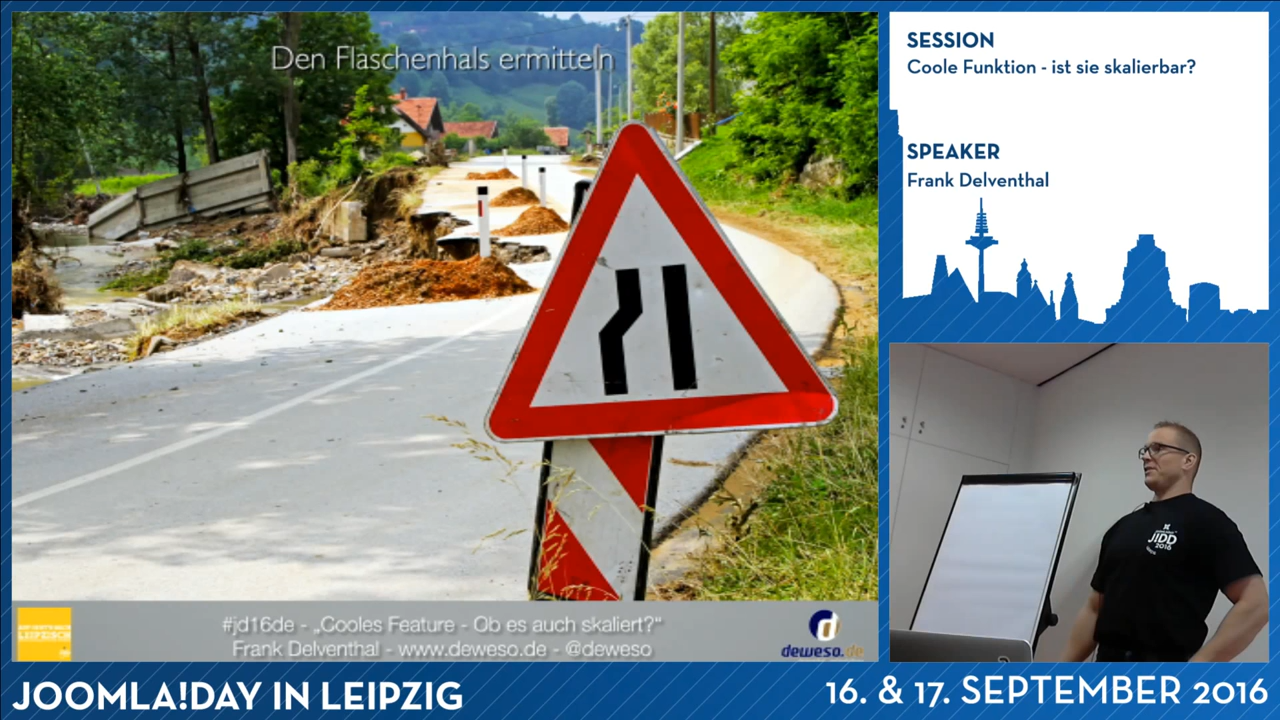 Den Flaschenhals ermitteln
#jd16de - „Cooles Feature - Ob es auch skaliert?“
Frank Delventhal - www.deweso.de - @deweso
deweso.de
SESSION
Coole Funktion - ist sie skalierbar?
SPEAKER
Frank Delventhal
JDD
2016
JOOMLA!DAY IN LEIPZIG
16. & 17. SEPTEMBER 2016